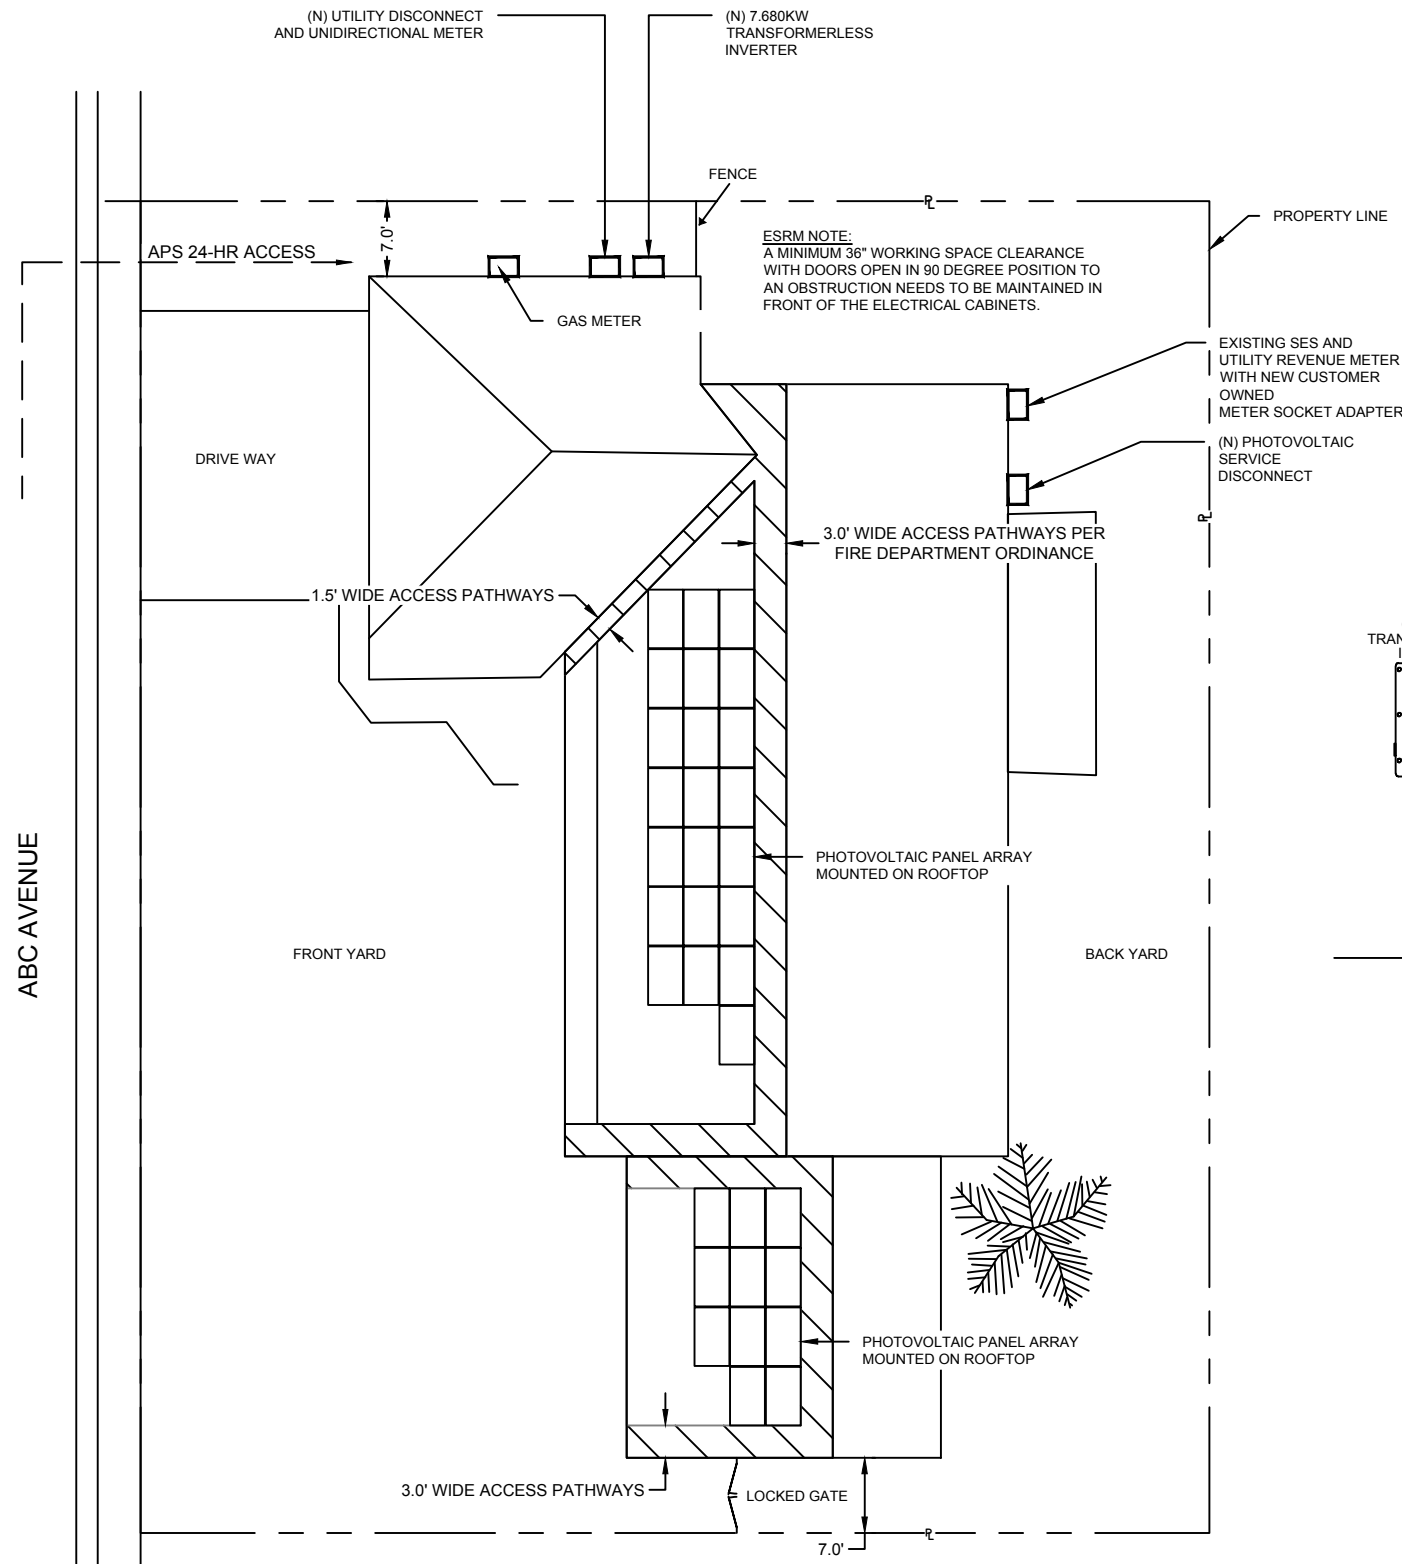 (N) UTILITY DISCONNECT
AND UNIDIRECTIONAL METER
(N) 7.680KW
TRANSFORMERLESS
INVERTER
FENCE
PL
PROPERTY LINE
APS 24-HR ACCESS
7.0'
ESRM NOTE:
A MINIMUM 36" WORKING SPACE CLEARANCE
WITH DOORS OPEN IN 90 DEGREE POSITION TO
AN OBSTRUCTION NEEDS TO BE MAINTAINED IN
FRONT OF THE ELECTRICAL CABINETS.
GAS METER
EXISTING SES AND
UTILITY REVENUE METER
WITH NEW CUSTOMER
OWNED
METER SOCKET ADAPTER
(N) PHOTOVOLTAIC
SERVICE
DISCONNECT
DRIVE WAY
PL
3.0' WIDE ACCESS PATHWAYS PER
FIRE DEPARTMENT ORDINANCE
1.5' WIDE ACCESS PATHWAYS
PHOTOVOLTAIC PANEL ARRAY
MOUNTED ON ROOFTOP
ABC AVENUE
FRONT YARD
BACK YARD
PHOTOVOLTAIC PANEL ARRAY
MOUNTED ON ROOFTOP
3.0' WIDE ACCESS PATHWAYS
LOCKED GATE
PL
7.0'